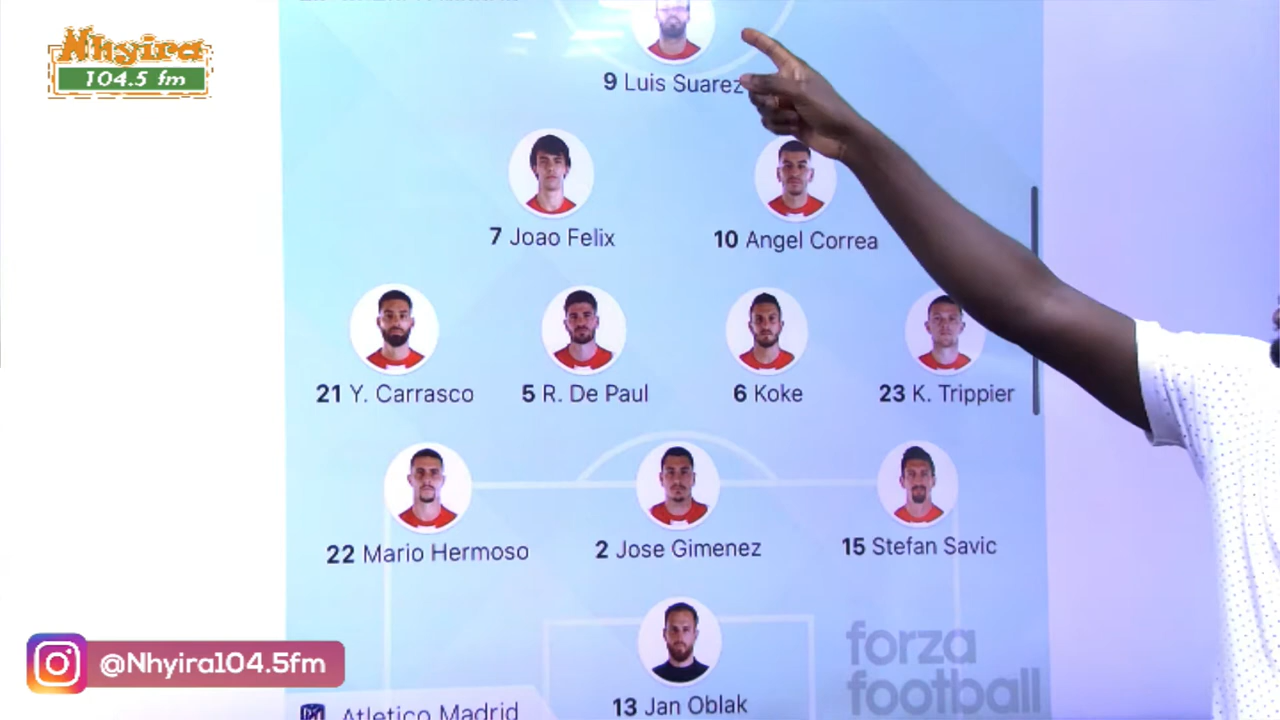 Nhyira
104.5 fm
9 Luis Suarez
7 Joao Felix
10 Angel Correa
21 Y. Carrasco
5 R. De Paul
6 Koke
23 K. Trippier
22 Mario Hermoso
2 Jose Gimenez
15 Stefan Savic
13 Jan Oblak
forza
football
Atletico Madrid
@Nhyira104.5fm